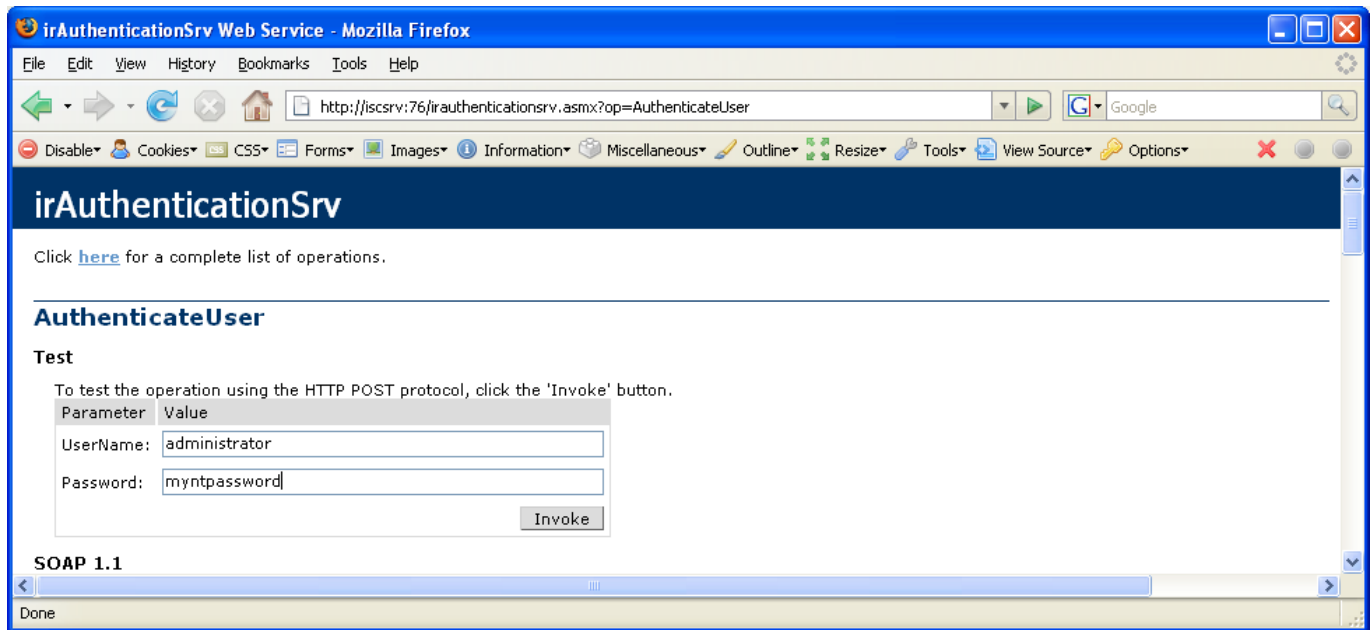 irAuthenticationSrv Web Service - Mozilla Firefox
File Edit View History Bookmarks Tools Help
http://iscsrv:76/irauthenticationsrv.asmx?op=AuthenticateUser G Google
Disable Cookies CSS CSS Forms Images Information Miscellaneous Outline Resize Tools View Source Options
irAuthenticationSrv
Click here for a complete list of operations.
AuthenticateUser
Test
To test the operation using the HTTP POST protocol, click the 'Invoke' button.
Parameter Value
UserName: administrator
Password: myntpassword
Invoke
SOAP 1.1
Done